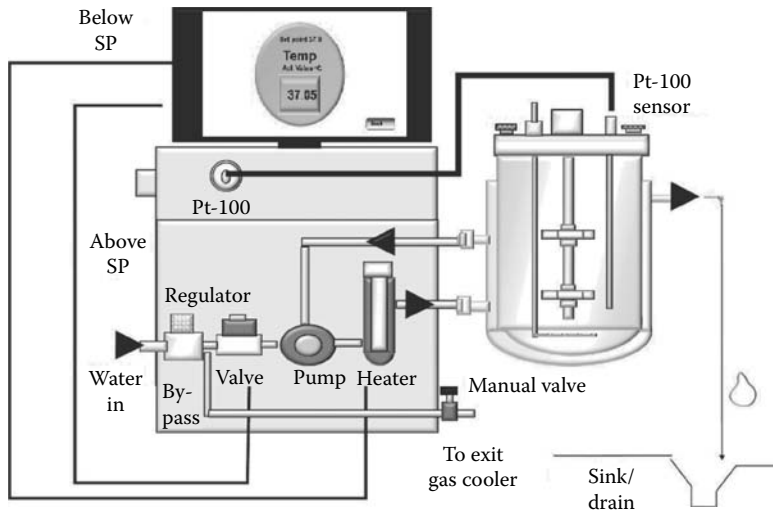 Below
SP
Set point 37.0
Temp
Act. Value °C
37.05
Pt-100
sensor
Pt-100
Above
SP
Regulator
Water
in
By-
pass
Valve
Pump
Heater
Manual valve
To exit
gas cooler
Sink/
drain